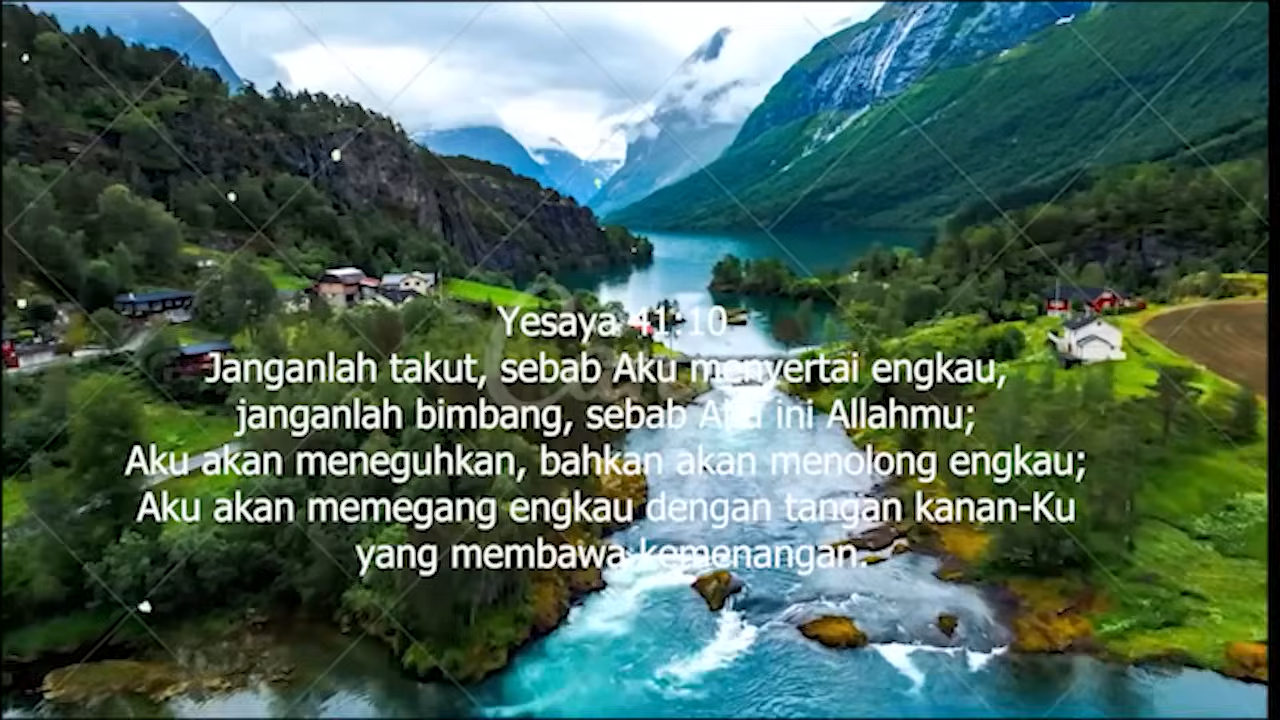 Yesaya 41:10
Janganlah takut, sebab Aku menyertai engkau,
janganlah bimbang, sebab Aku ini Allahmu;
Aku akan meneguhkan, bahkan akan menolong engkau;
Aku akan memegang engkau dengan tangan kanan-Ku
yang membawa kemenangan.